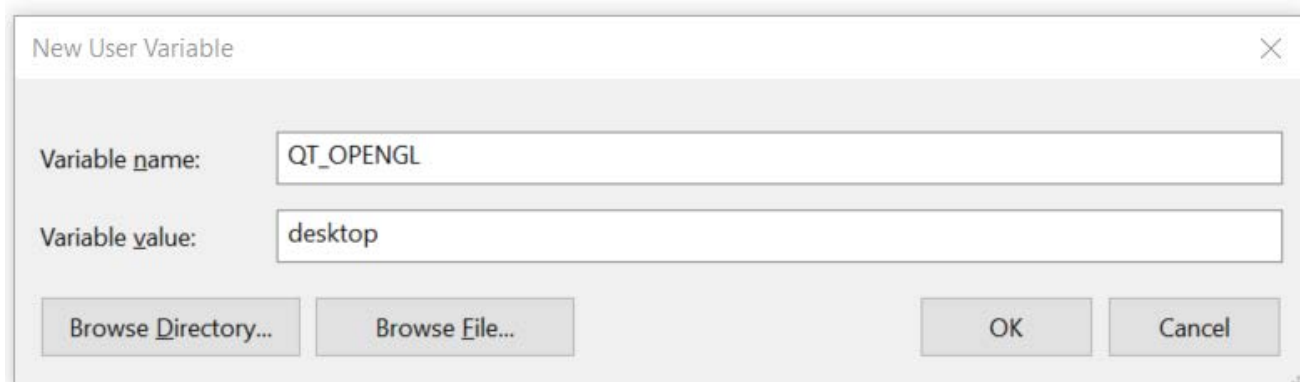 New User Variable
Variable name: QT_OPENGL
Variable value: desktop
Browse Directory... Browse File... OK Cancel